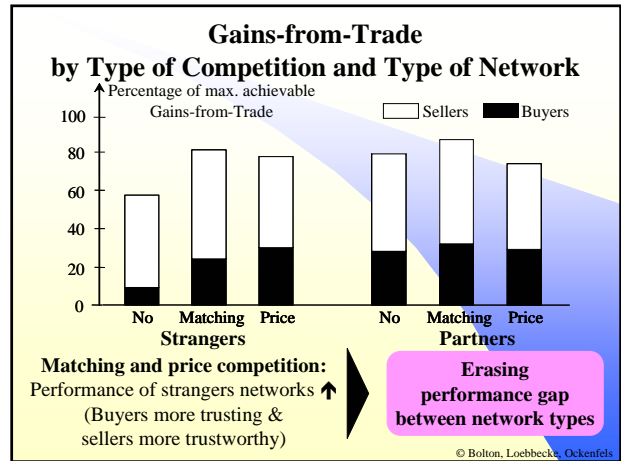 Gains-from-Trade
by Type of Competition and Type of Network
Percentage of max. achievable
Gains-from-Trade
Sellers
Buyers
100
80
60
40
20
0
No Matching Price No Matching Price
Strangers Partners
Matching and price competition:
Performance of strangers networks
(Buyers more trusting &
sellers more trustworthy)
Erasing
performance gap
between network types
© Bolton, Loebbecke, Ockenfels